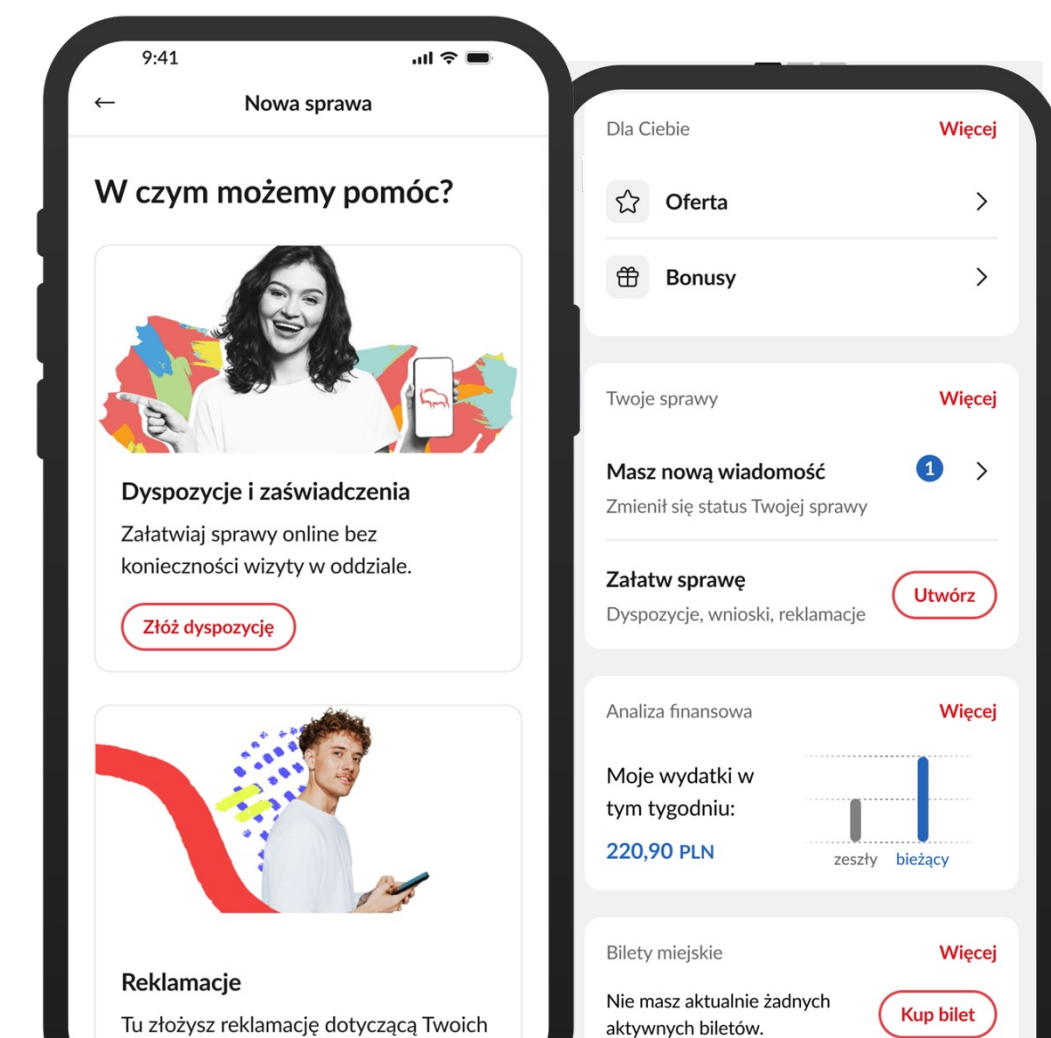 9:41
Nowa sprawa
W czym możemy pomóc?
Dyspozycje i zaświadczenia
Załatwiaj sprawy online bez
konieczności wizyty w oddziale.
Złóż dyspozycję
Reklamacje
Tu złożysz reklamację dotyczącą Twoich
Dla Ciebie
Więcej
Oferta
Bonusy
Twoje sprawy
Więcej
Masz nową wiadomość
1
Zmienił się status Twojej sprawy
Załatw sprawę
Dyspozycje, wnioski, reklamacje
Utwórz
Analiza finansowa
Więcej
Moje wydatki w
tym tygodniu:
220,90 PLN
zeszły
bieżący
Bilety miejskie
Więcej
Nie masz aktualnie żadnych
aktywnych biletów.
Kup bilet